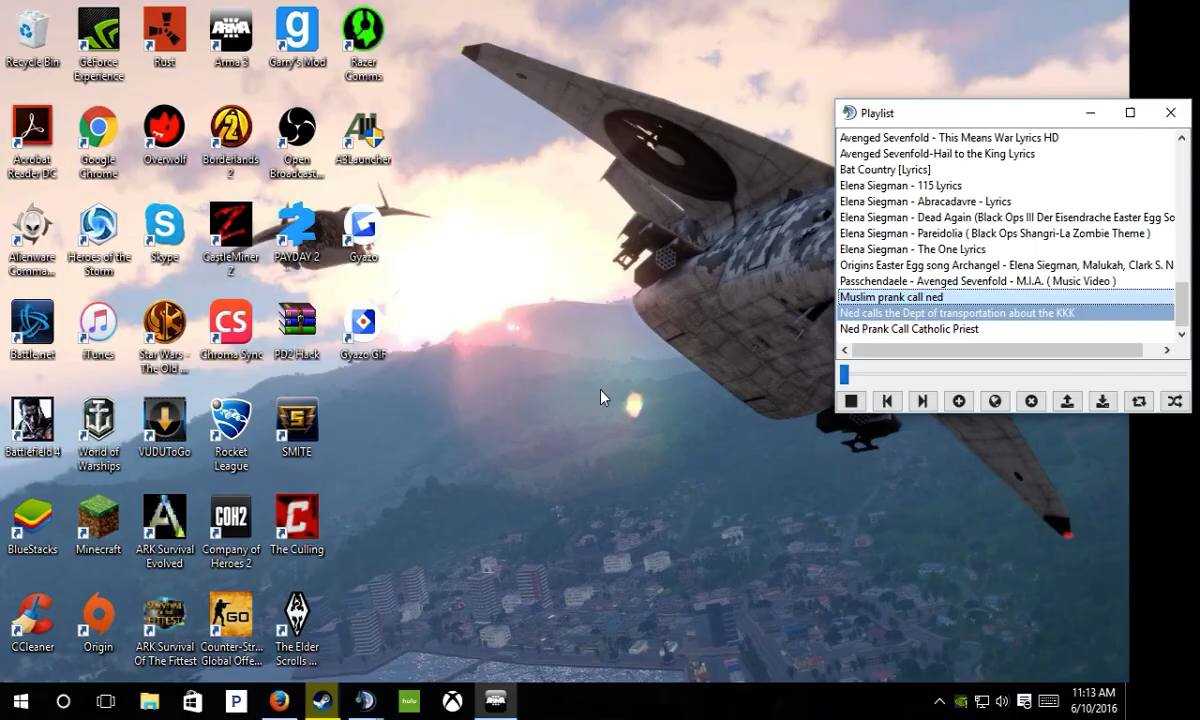 Recycle Bin
GeForce Experience
Rust
ARMA
Arma 3
Garry's Mod
Razer Comms
Acrobat Reader DC
Google Chrome
Overwolf
Borderlands 2
Open Broadcast...
ABLauncher
Alienware Comma...
Heroes of the Storm
Skype
CastleMiner Z
PAYDAY 2
Gyazo
Battle.net
iTunes
Star Wars - The Old ...
CS
Chroma Sync
PD2 Hack
Gyazo GIF
Battlefield 4
World of Warships
VUDUToGo
Rocket League
SMITE
BlueStacks
Minecraft
ARK Survival Evolved
COH2
Company of Heroes 2
The Culling
CCleaner
Origin
ARK Survival Of The Fittest
GO
Counter-Str... Global Offe...
The Elder Scrolls ...
Playlist
Avenged Sevenfold - This Means War Lyrics HD
Avenged Sevenfold-Hail to the King Lyrics
Bat Country [Lyrics]
Elena Siegman - 115 Lyrics
Elena Siegman - Abracadavre - Lyrics
Elena Siegman - Dead Again (Black Ops III Der Eisendrache Easter Egg So
Elena Siegman - Pareidolia ( Black Ops Shangri-La Zombie Theme )
Elena Siegman - The One Lyrics
Origins Easter Egg song Archangel - Elena Siegman, Malukah, Clark S. N
Passchendaele - Avenged Sevenfold - M.I.A. ( Music Video )
Muslim prank call ned
Ned calls the Dept of transportation about the KKK
Ned Prank Call Catholic Priest
hulu
11:13 AM
6/10/2016